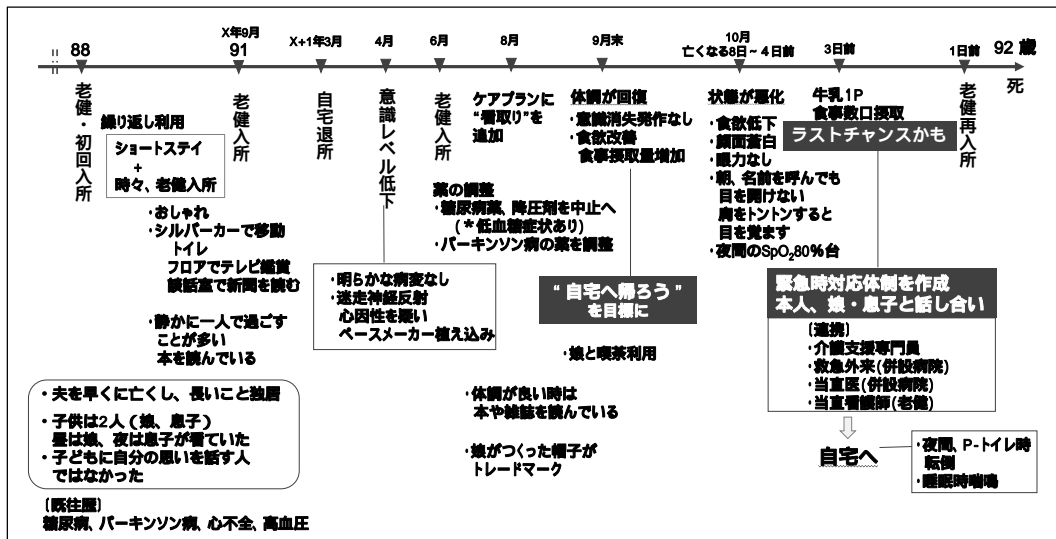 88
X年9月
91
X+1年3月
4月
6月
8月
9月末
10月
亡くなる8日~4日前
3日前
1日前
92 歳
死
老健・初回入所
老健入所
自宅退所
意識レベル低下
老健入所
老健再入所
繰り返し利用
ショートステイ
+
時々、老健入所
・おしゃれ
・シルバーカーで移動
トイレ
フロアでテレビ鑑賞
談話室で新聞を読む
・静かに一人で過ごす
ことが多い
本を読んでいる
・夫を早くに亡くし、長いこと独居
・子供は2人(娘、息子)
昼は娘、夜は息子が看ていた
・子どもに自分の思いを話す人
ではなかった
〔既往歴〕
糖尿病、パーキンソン病、心不全、高血圧
・明らかな病変なし
・迷走神経反射
心因性を疑い
ペースメーカー植え込み
ケアプランに
“看取り”を
追加
薬の調整
・糖尿病薬、降圧剤を中止へ
(*低血糖症状あり)
・パーキンソン病の薬を調整
体調が回復
・意識消失発作なし
・食欲改善
食事摂取量増加
“自宅へ帰ろう”
を目標に
・娘と喫茶利用
・体調が良い時は
本や雑誌を読んでいる
・娘がつくった帽子が
トレードマーク
状態が悪化
・食欲低下
・顔面蒼白
・眼力なし
・朝、名前を呼んでも
目を開けない
胸をトントンすると
目を覚ます
・夜間のSpO₂80%台
牛乳1P
食事数口摂取
ラストチャンスかも
緊急時対応体制を作成
本人、娘・息子と話し合い
〔連携〕
・介護支援専門員
・救急外来(併設病院)
・当直医(併設病院)
・当直看護師(老健)
自宅へ
・夜間、P-トイレ時
転倒
・睡眠時喘鳴